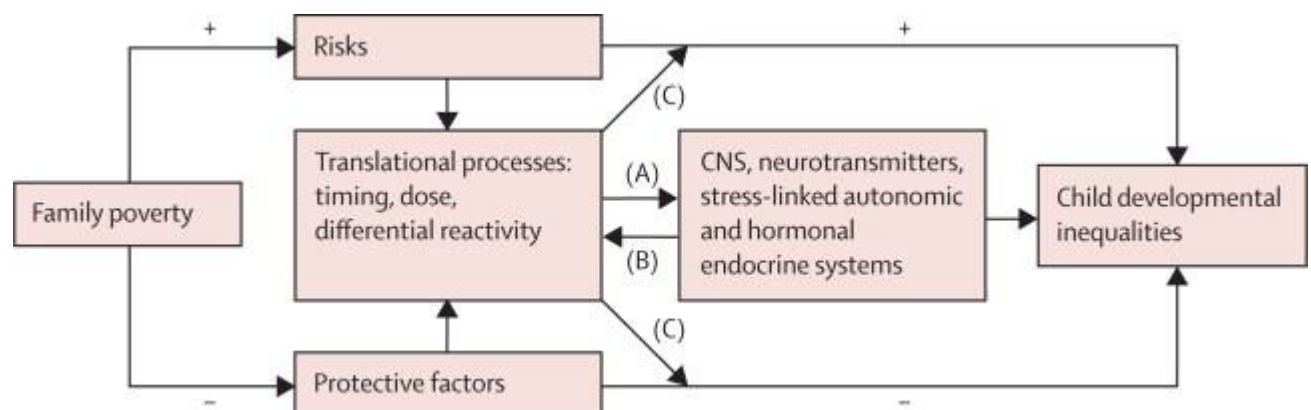 +
+
Risks
(C)
Translational processes:
timing, dose,
differential reactivity
(A)
(B)
CNS, neurotransmitters,
stress-linked autonomic
and hormonal
endocrine systems
Family poverty
Child developmental
inequalities
(C)
Protective factors
–
–